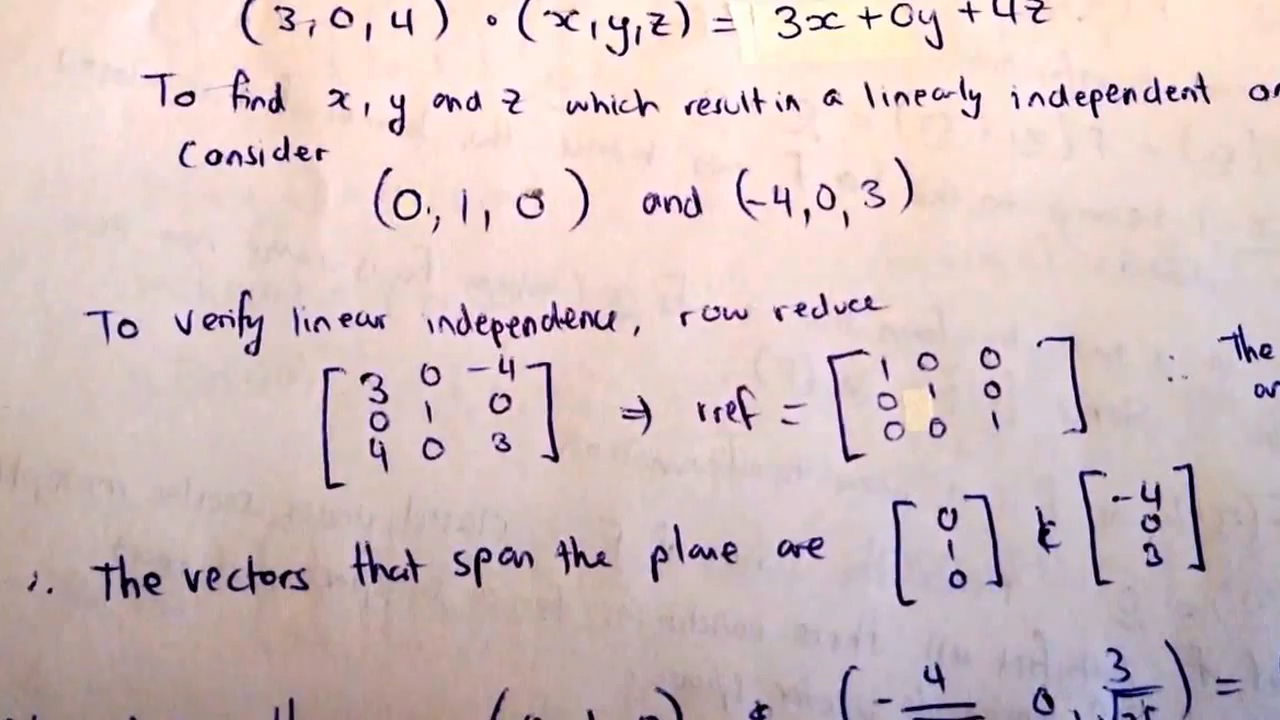 (3, 0, 4) • (x, y, z) = 3x + 0y + 4z
To find x, y and z which result in a linearly independent
Consider
(0, 1, 0) and (-4, 0, 3)
To verify linear independence, row reduce
[3 0 -4
0 1 0
4 0 3] ⇒ rref = [1 0 0
0 1 0
0 0 1] ∴ The
∴ The vectors that span the plane are [0 1 0] & [-4 0 3]
(-4 0, 3) =